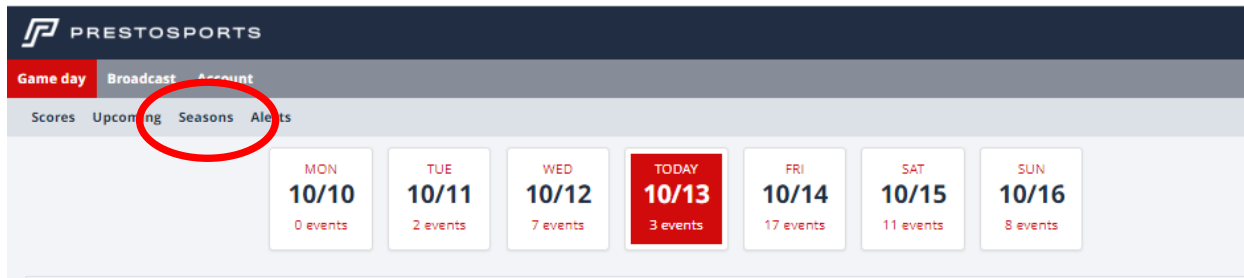 PRESTOSPORTS
Game day Broadcast Account
Scores Upcoming Seasons Alerts
MON TUE WED TODAY FRI SAT SUN
10/10 10/11 10/12 10/13 10/14 10/15 10/16
0 events 2 events 7 events 3 events 17 events 11 events 8 events